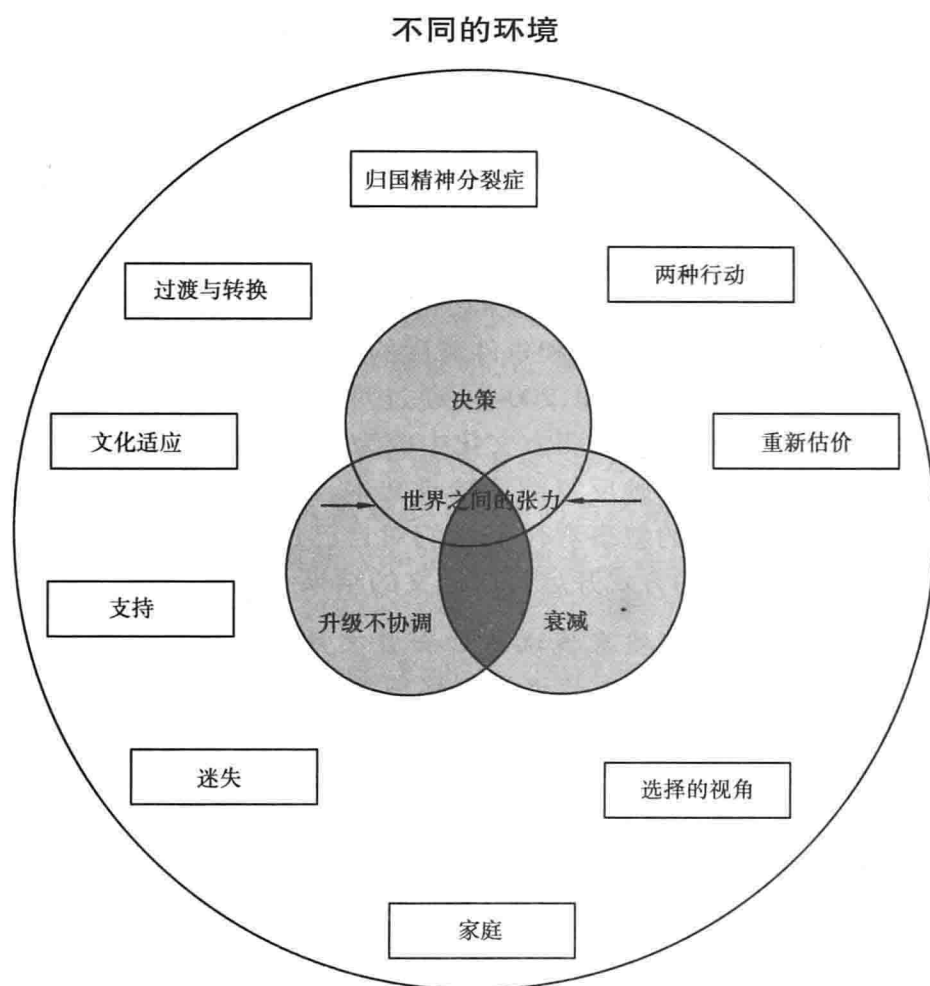 不同的环境
归国精神分裂症
两种行动
过渡与转换
决策
文化适应
重新估价
世界之间的张力
支持
升级不协调
衰减
迷失
选择的视角
家庭